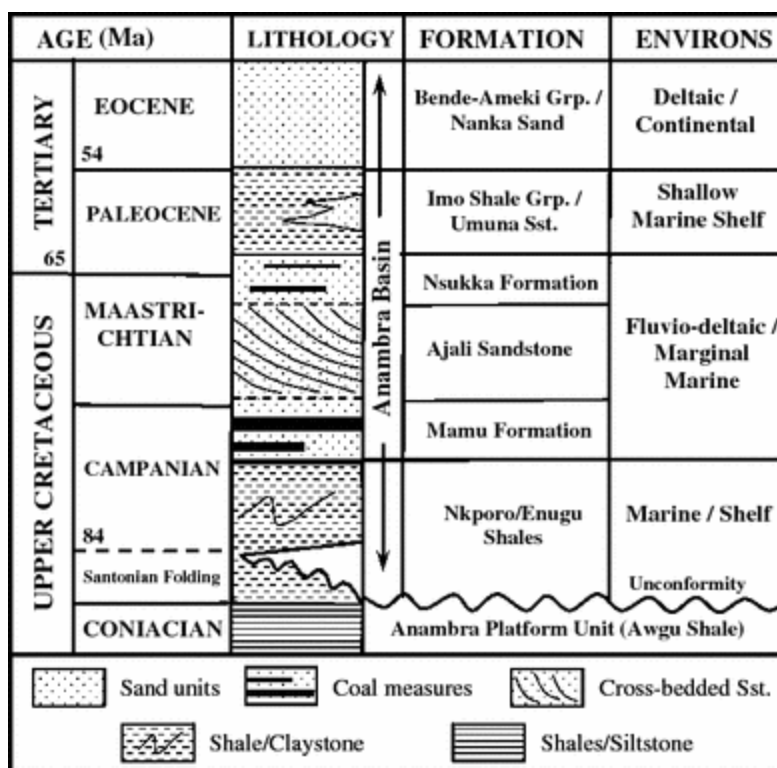 AGE (Ma) LITHOLOGY FORMATION ENVIRONS
TERTIARY
EOCENE
54
Bende-Ameki Grp. /
Nanka Sand
Deltaic /
Continental
PALEOCENE
65
Imo Shale Grp. /
Umuna Sst.
Shallow
Marine Shelf
Anambra Basin
UPPER CRETACEOUS
MAASTRI-
CHTIAN
Nsukka Formation
Ajali Sandstone
Fluvio-deltaic /
Marginal
Marine
Mamu Formation
CAMPANIAN
84
Nkporo/Enugu
Shales
Marine / Shelf
Santonian Folding
Unconformity
CONIACIAN
Anambra Platform Unit (Awgu Shale)
Sand units
Coal measures
Cross-bedded Sst.
Shale/Claystone
Shales/Siltstone